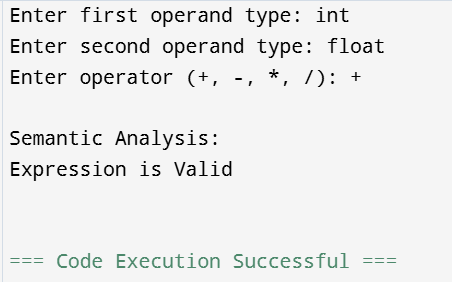 Enter first operand type: int
Enter second operand type: float
Enter operator (+, -, *, /): +
Semantic Analysis:
Expression is Valid
=== Code Execution Successful ===